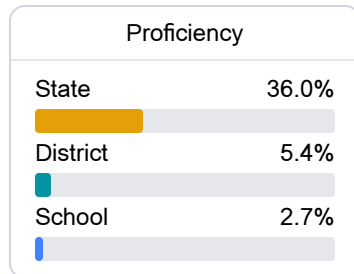 Proficiency
State 36.0%
District 5.4%
School 2.7%